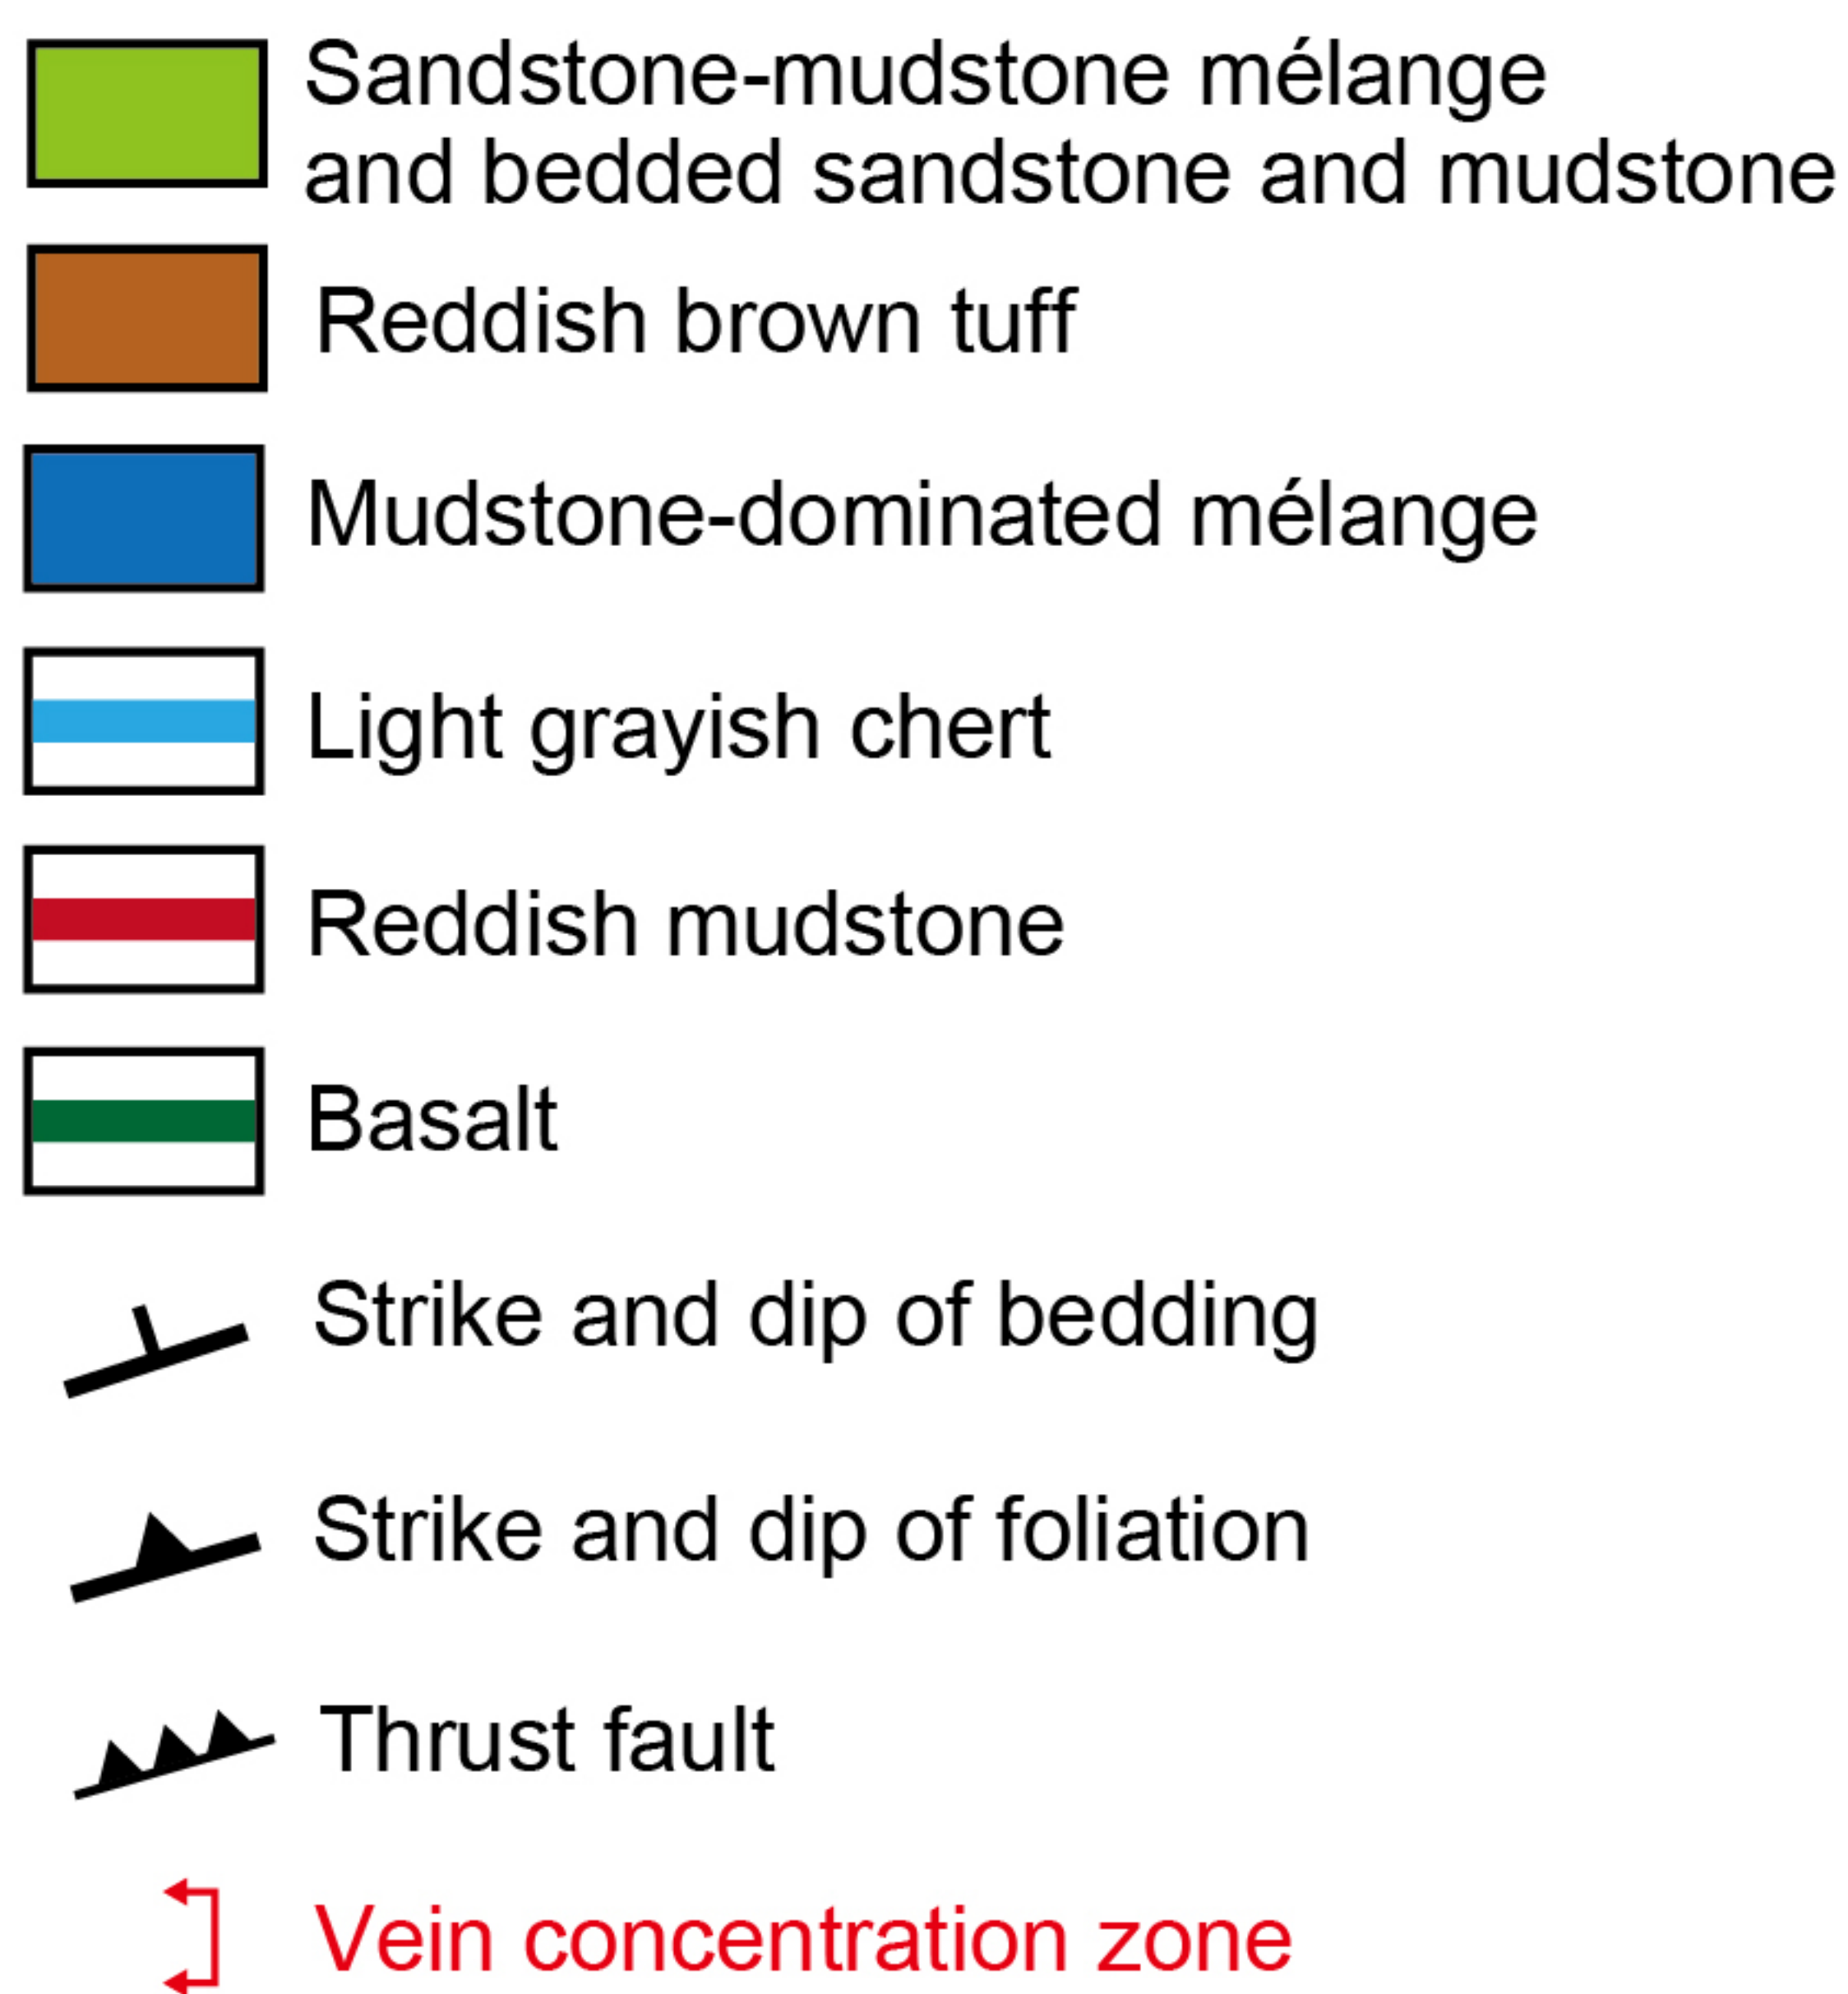 Sandstone-mudstone mélange
and bedded sandstone and mudstone
Reddish brown tuff
Mudstone-dominated mélange
Light grayish chert
Reddish mudstone
Basalt
Strike and dip of bedding
Strike and dip of foliation
Thrust fault
Vein concentration zone